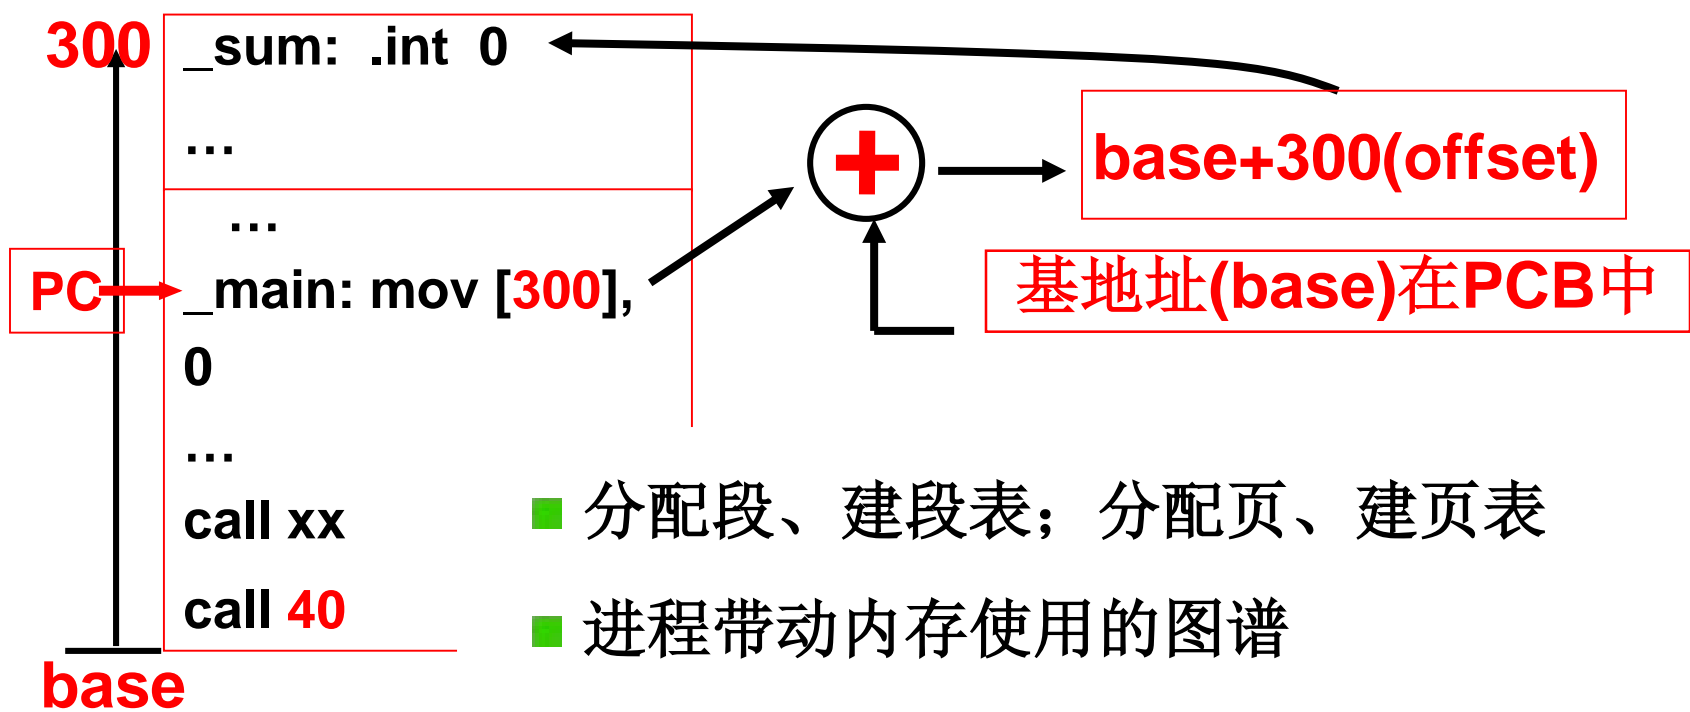 300
_sum: .int 0
…
…
PC
_main: mov [300],
0
…
call xx
call 40
base
+
base+300(offset)
基地址(base)在PCB中
分配段、建段表；分配页、建页表
进程带动内存使用的图谱